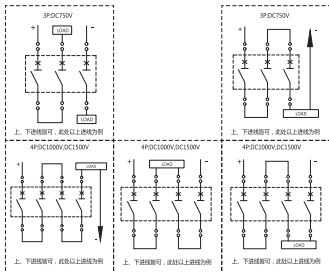 3P:DC750V
+
LOAD
-
LOAD
上、下进线皆可，此处以上进线为例
3P:DC750V
+
-
LOAD
上、下进线皆可，此处以上进线为例
4P:DC1000V,DC1500V
+
LOAD
-
上、下进线皆可，此处以上进线为例
4P:DC1000V,DC1500V
+
LOAD
-
上、下进线皆可，此处以上进线为例
4P:DC1000V,DC1500V
+
-
LOAD
上、下进线皆可，此处以上进线为例